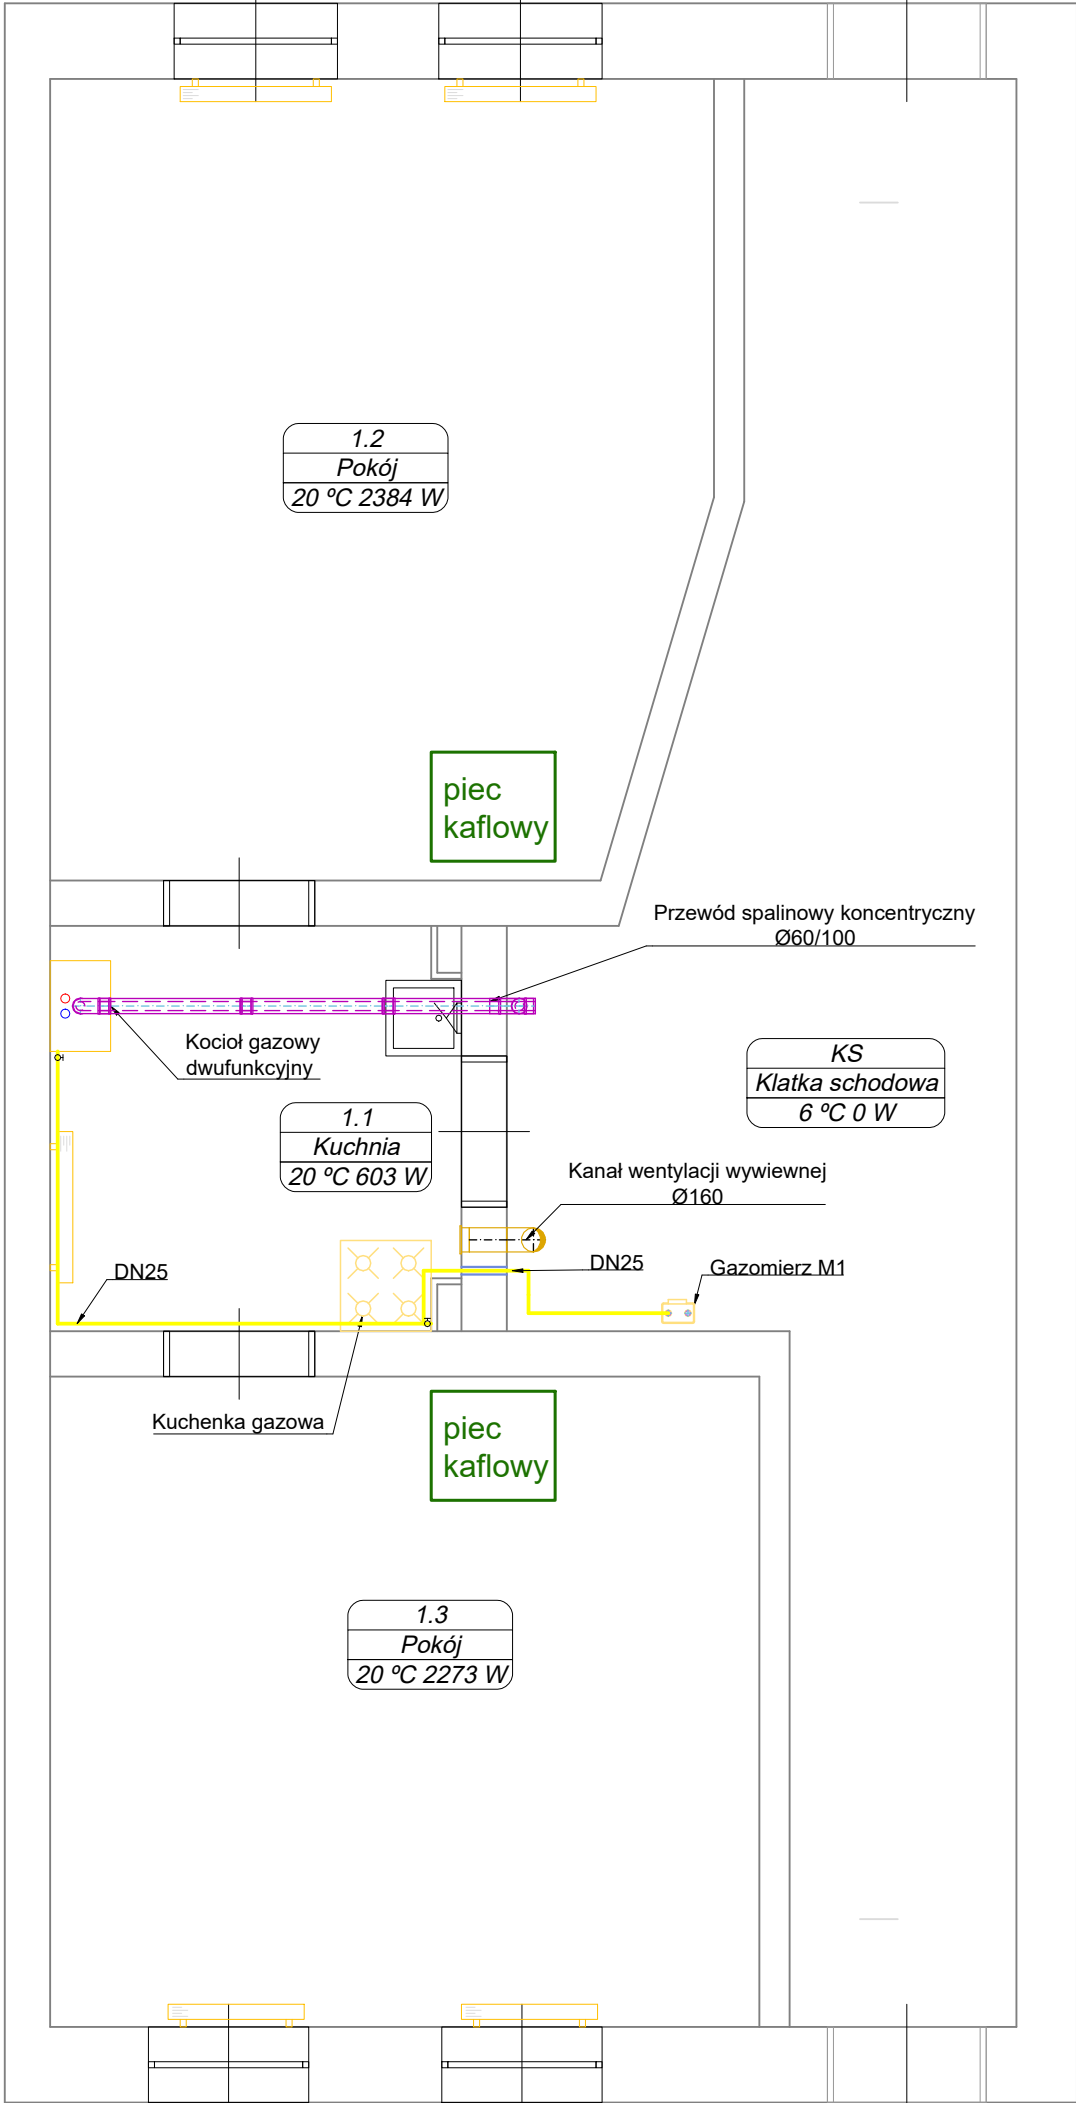 1.2
Pokój
20 ºC 2384 W
piec
kaflowy
Przewód spalinowy koncentryczny
Ø60/100
Kocioł gazowy
dwufunkcyjny
KS
Klatka schodowa
6 ºC 0 W
1.1
Kuchnia
20 ºC 603 W
Kanał wentylacji wywiewnej
Ø160
DN25
DN25
Gazomierz M1
Kuchenka gazowa
piec
kaflowy
1.3
Pokój
20 ºC 2273 W